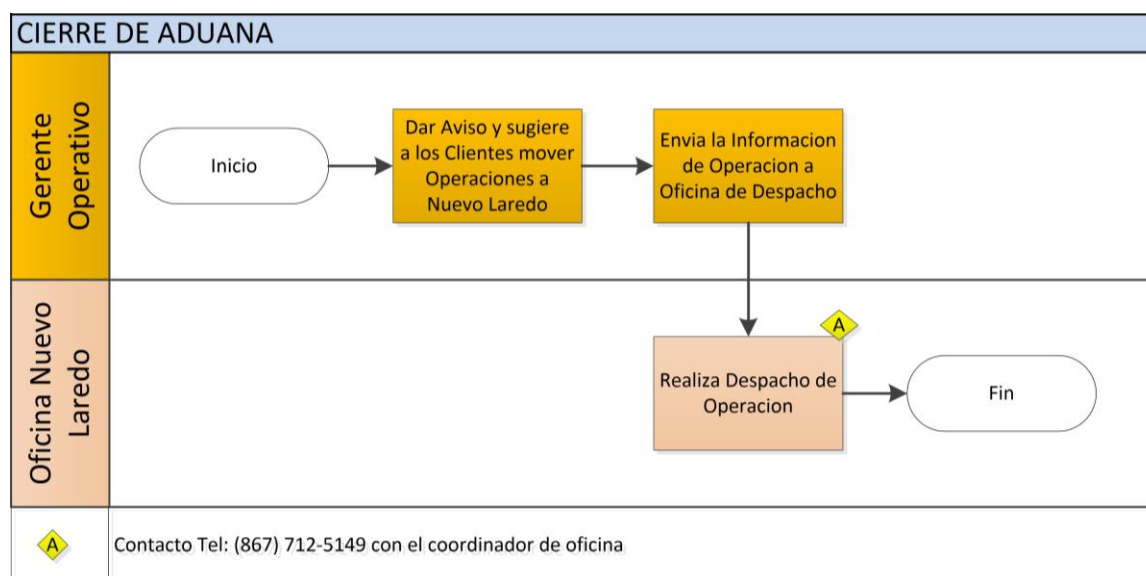 CIERRE DE ADUANA
Gerente
Operativo
Inicio
Dar Aviso y sugiere
a los Clientes mover
Operaciones a
Nuevo Laredo
Envia la Informacion
de Operacion a
Oficina de Despacho
Oficina Nuevo
Laredo
A
Realiza Despacho de
Operacion
Fin
A
Contacto Tel: (867) 712-5149 con el coordinador de oficina